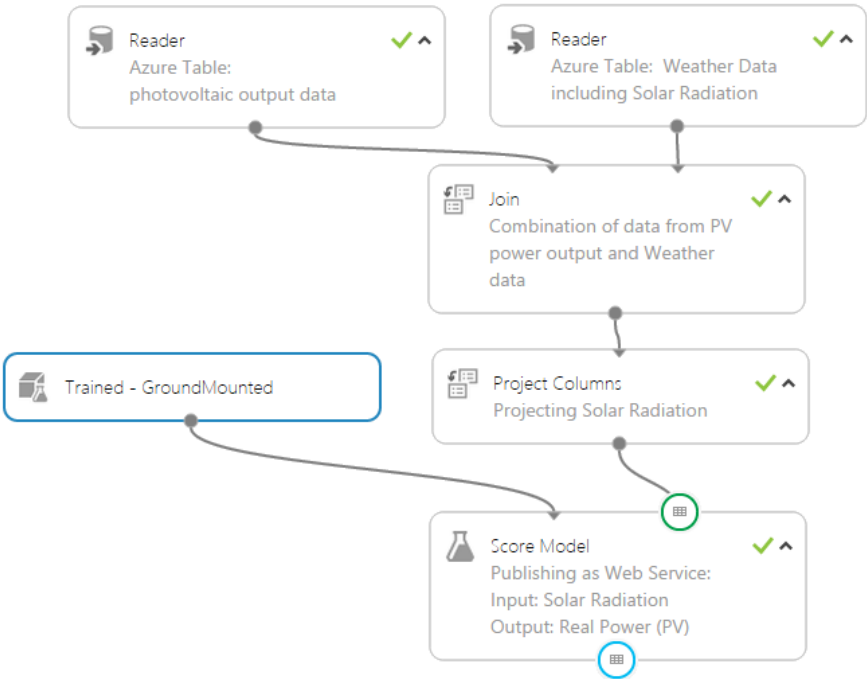 Reader
Azure Table:
photovoltaic output data
Reader
Azure Table:  Weather Data
including Solar Radiation
Join
Combination of data from PV
power output and Weather
data
Trained - GroundMounted
Project Columns
Projecting Solar Radiation
Score Model
Publishing as Web Service:
Input: Solar Radiation
Output: Real Power (PV)